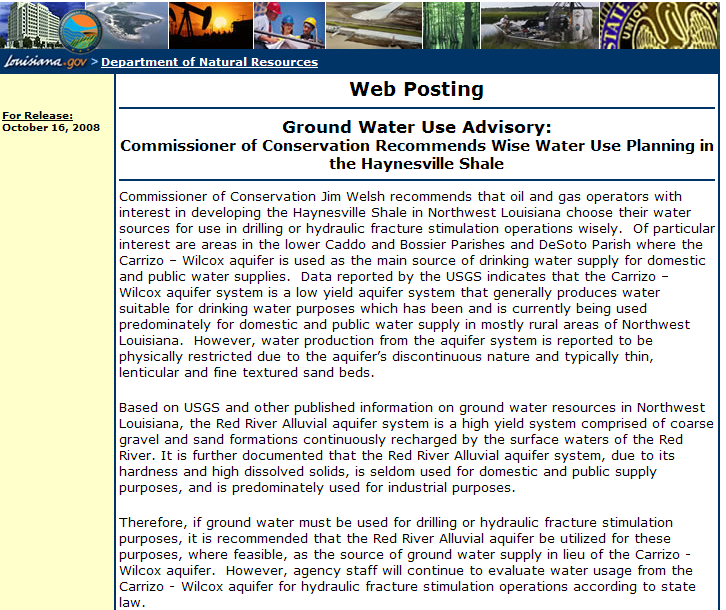 STATE
UNION
Louisiana.gov > Department of Natural Resources
For Release:
October 16, 2008
Web Posting
Ground Water Use Advisory:
Commissioner of Conservation Recommends Wise Water Use Planning in
the Haynesville Shale
Commissioner of Conservation Jim Welsh recommends that oil and gas operators with
interest in developing the Haynesville Shale in Northwest Louisiana choose their water
sources for use in drilling or hydraulic fracture stimulation operations wisely.  Of particular
interest are areas in the lower Caddo and Bossier Parishes and DeSoto Parish where the
Carrizo – Wilcox aquifer is used as the main source of drinking water supply for domestic
and public water supplies.  Data reported by the USGS indicates that the Carrizo –
Wilcox aquifer system is a low yield aquifer system that generally produces water
suitable for drinking water purposes which has been and is currently being used
predominately for domestic and public water supply in mostly rural areas of Northwest
Louisiana.  However, water production from the aquifer system is reported to be
physically restricted due to the aquifer's discontinuous nature and typically thin,
lenticular and fine textured sand beds.
Based on USGS and other published information on ground water resources in Northwest
Louisiana, the Red River Alluvial aquifer system is a high yield system comprised of coarse
gravel and sand formations continuously recharged by the surface waters of the Red
River. It is further documented that the Red River Alluvial aquifer system, due to its
hardness and high dissolved solids, is seldom used for domestic and public supply
purposes, and is predominately used for industrial purposes.
Therefore, if ground water must be used for drilling or hydraulic fracture stimulation
purposes, it is recommended that the Red River Alluvial aquifer be utilized for these
purposes, where feasible, as the source of ground water supply in lieu of the Carrizo -
Wilcox aquifer.  However, agency staff will continue to evaluate water usage from the
Carrizo - Wilcox aquifer for hydraulic fracture stimulation operations according to state
law.